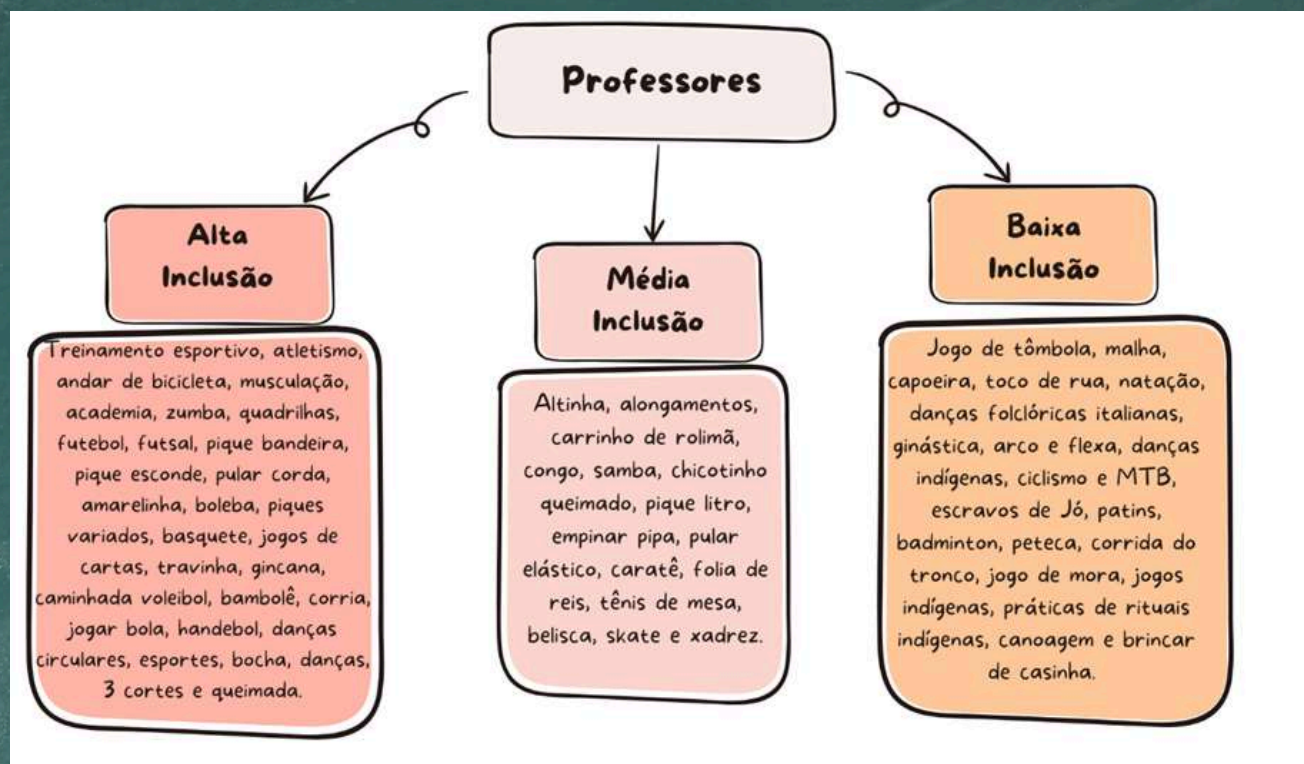 Professores
Alta
Inclusão
Treinamento esportivo, atletismo,
andar de bicicleta, musculação,
academia, zumba, quadrilhas,
futebol, futsal, pique bandeira,
pique esconde, pular corda,
amarelinha, boleba, piques
variados, basquete, jogos de
cartas, travinha, gincana,
caminhada voleibol, bambolê, corria,
jogar bola, handebol, danças
circulares, esportes, bocha, danças,
3 cortes e queimada.
Média
Inclusão
Altinha, alongamentos,
carrinho de rolimã,
congo, samba, chicotinho
queimado, pique litro,
empinar pipa, pular
elástico, caratê, folia de
reis, tênis de mesa,
belisca, skate e xadrez.
Baixa
Inclusão
Jogo de tômbola, malha,
capoeira, toco de rua, natação,
danças folclóricas italianas,
ginástica, arco e flexa, danças
indígenas, ciclismo e MTB,
escravos de Jó, patins,
badminton, peteca, corrida do
tronco, jogo de mora, jogos
indígenas, práticas de rituais
indígenas, canoagem e brincar
de casinha.